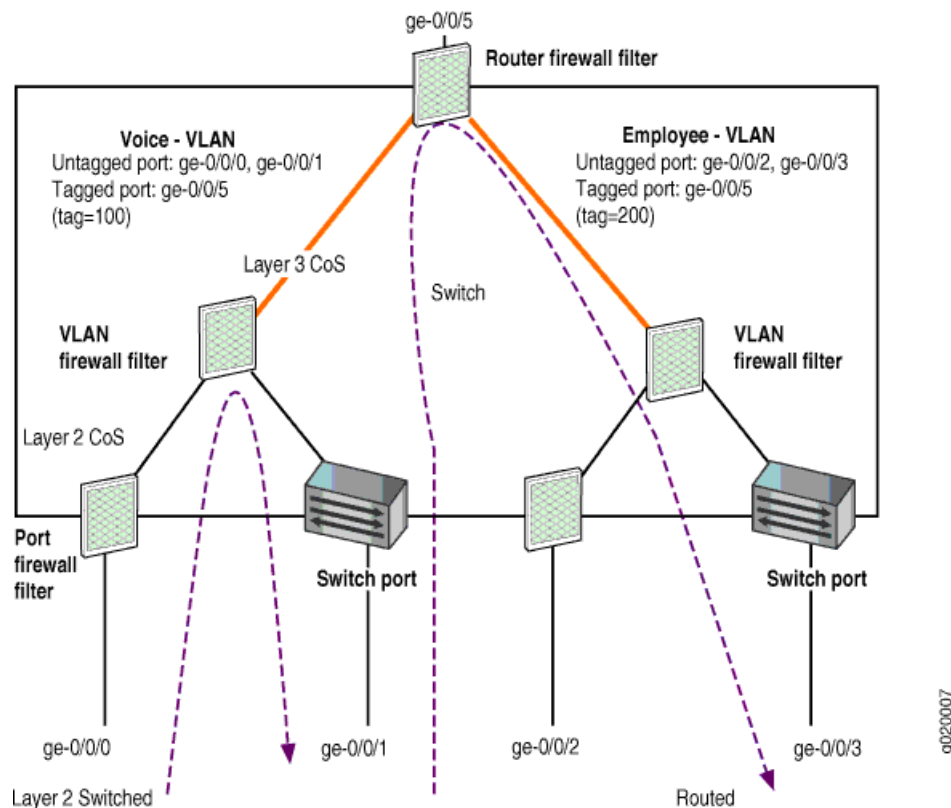 ge-0/0/5
Router firewall filter
Voice - VLAN
Untagged port: ge-0/0/0, ge-0/0/1
Tagged port: ge-0/0/5
(tag=100)
Employee - VLAN
Untagged port: ge-0/0/2, ge-0/0/3
Tagged port: ge-0/0/5
(tag=200)
Layer 3 CoS
Switch
VLAN
firewall filter
VLAN
firewall filter
Layer 2 CoS
Port
firewall
filter
Switch port
Switch port
ge-0/0/0
ge-0/0/1
ge-0/0/2
ge-0/0/3
Layer 2 Switched
Routed
g020007